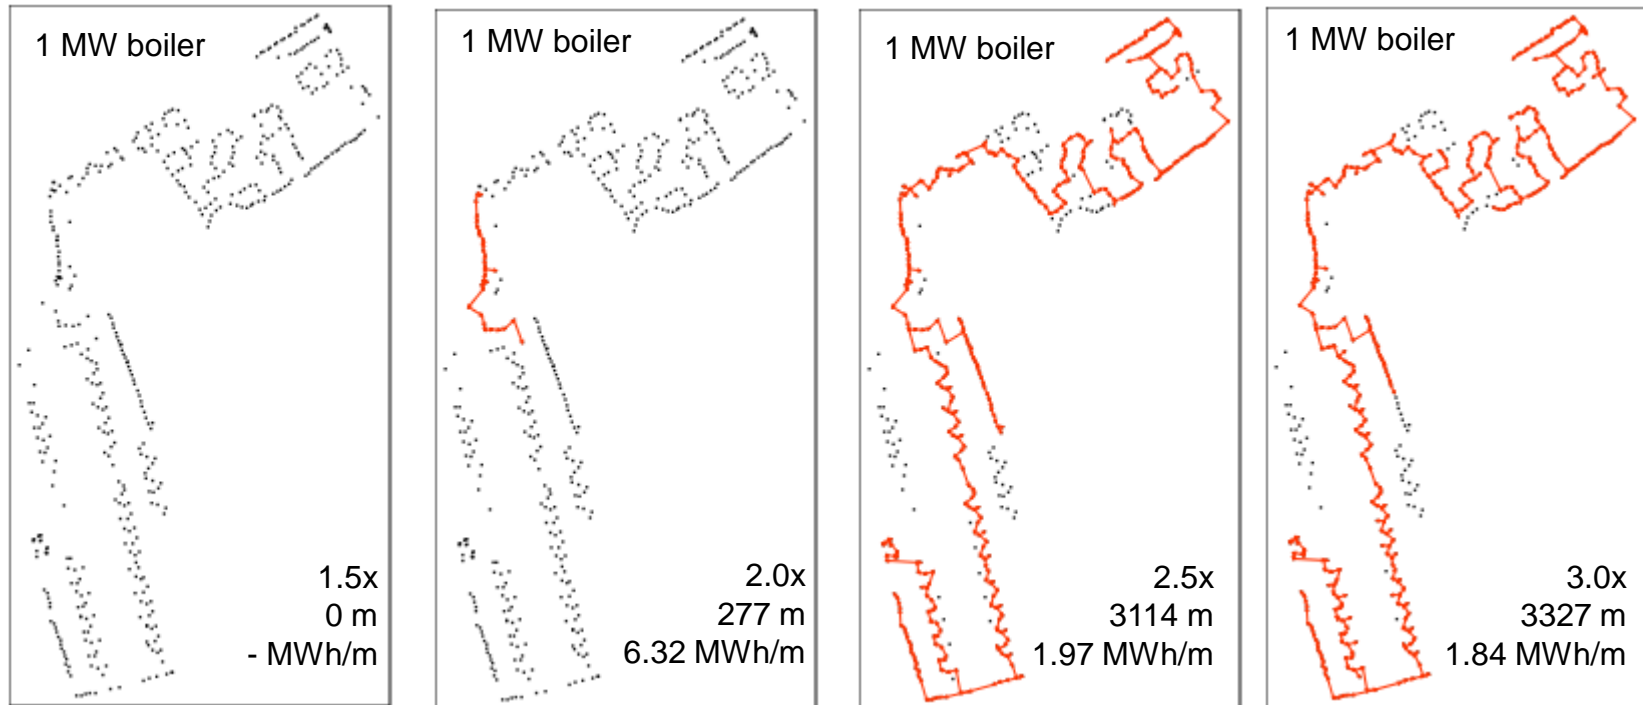 1 MW boiler
1.5x
0 m
- MWh/m
1 MW boiler
2.0x
277 m
6.32 MWh/m
1 MW boiler
2.5x
3114 m
1.97 MWh/m
1 MW boiler
3.0x
3327 m
1.84 MWh/m